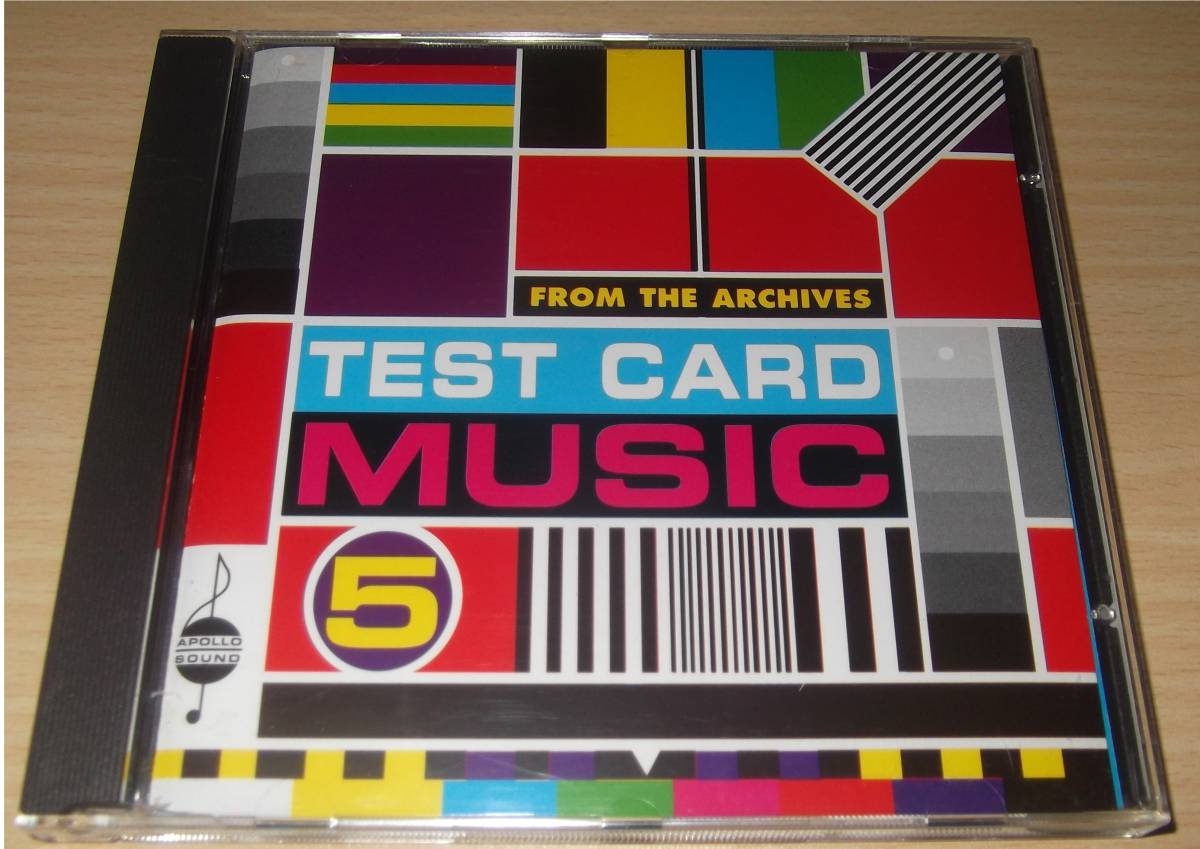 FROM THE ARCHIVES
TEST CARD
MUSIC
5
APOLLO
SOUND